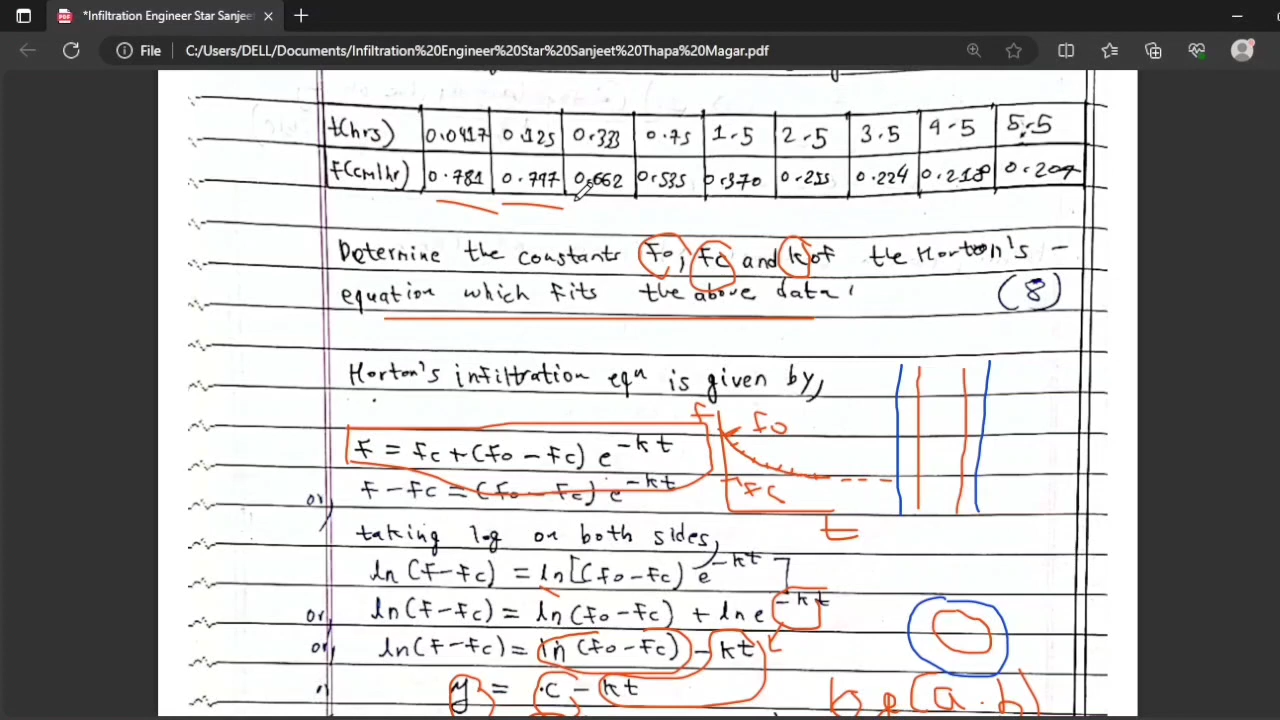 *Infiltration Engineer Star Sanjee
File
C:/Users/DELL/Documents/Infiltration%20Engineer%20Star%20Sanjeet%20Thapa%20Magar.pdf
t(hrs) 0.0417 0.125 0.333 0.75 1.5 2.5 3.5 4.5 5.5
f(cm/hr) 0.781 0.747 0.662 0.535 0.370 0.255 0.224 0.218
Determine the constants fo, fc and k of the Horton's-
equation which fits the above data.
(8)
Horton's infiltration eqn is given by,
f = fc + (fo - fc) e^-kt
or, f - fc = (fo - fc) e^-kt
f
fo
fc
t
taking log on both sides,
ln (f-fc) = ln [(fo-fc) e^-kt]
or, ln (f-fc) = ln (fo-fc) + ln e^-kt
or, ln (f-fc) = ln (fo-fc) - kt
y = c - kt